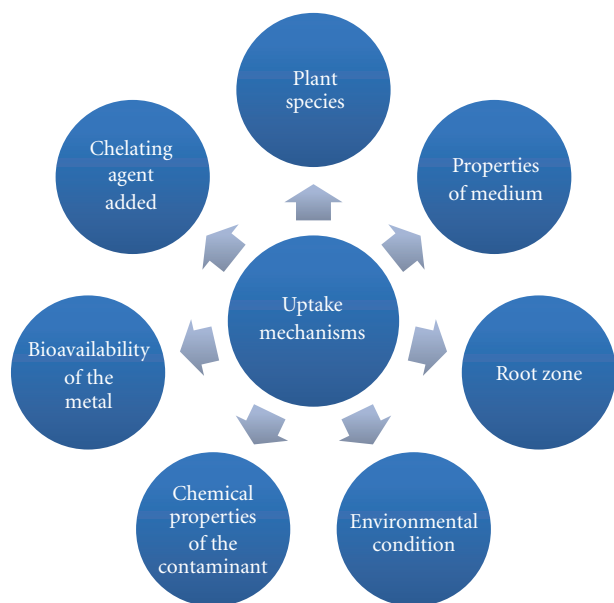 Plant
species
Properties
of medium
Root zone
Environmental
condition
Chemical
properties
of the
contaminant
Bioavailability
of the
metal
Chelating
agent
added
Uptake
mechanisms